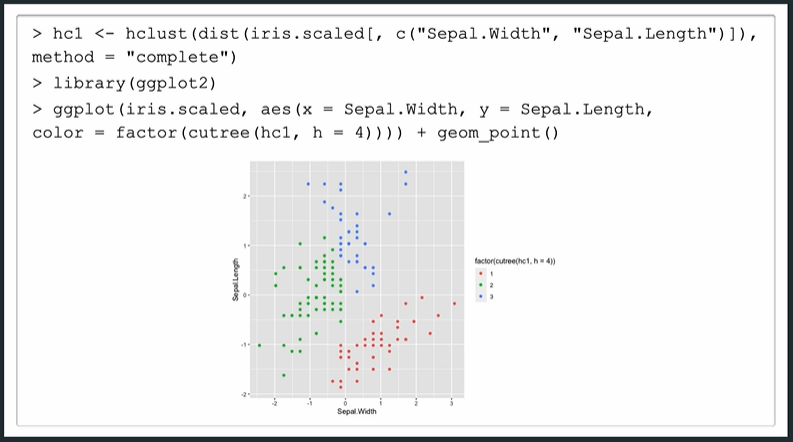 > hc1 <- hclust(dist(iris.scaled[, c("Sepal.Width", "Sepal.Length")]),
method = "complete")
> library(ggplot2)
> ggplot(iris.scaled, aes(x = Sepal.Width, y = Sepal.Length,
color = factor(cutree(hc1, h = 4)))) + geom_point()
2
1
0
-1
-2
Sepal.Length
-2 -1 0 1 2 3
Sepal.Width
factor(cutree(hc1, h = 4))
1
2
3